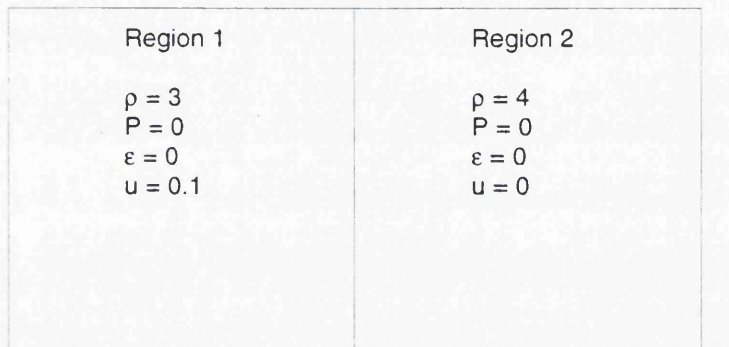 Region 1
ρ = 3
P = 0
ε = 0
u = 0.1
Region 2
ρ = 4
P = 0
ε = 0
u = 0